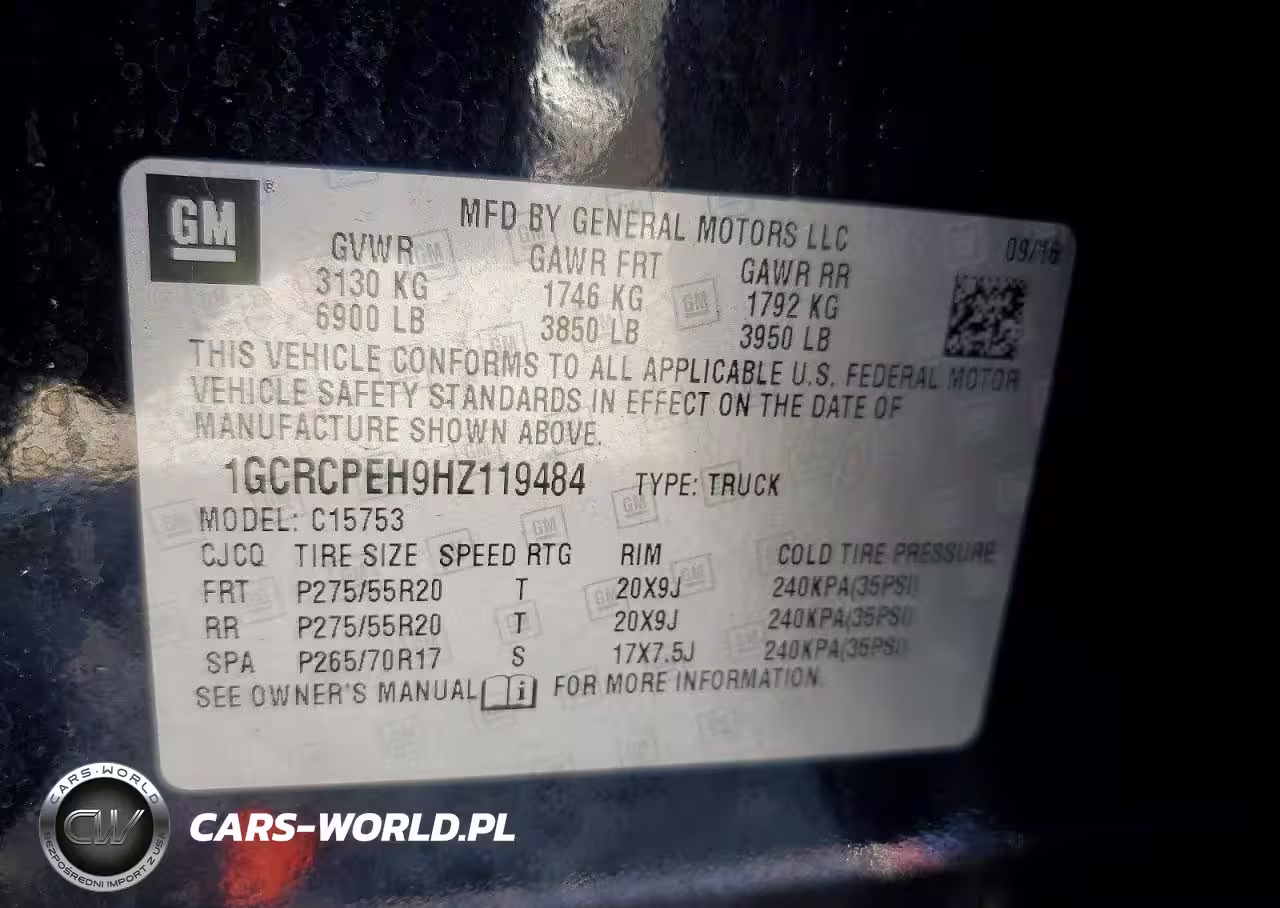 GM
MFD BY GENERAL MOTORS LLC
09/16
GVWR GAWR FRT GAWR RR
3130 KG 1746 KG 1792 KG
6900 LB 3850 LB 3950 LB
THIS VEHICLE CONFORMS TO ALL APPLICABLE U.S. FEDERAL MOTOR
VEHICLE SAFETY STANDARDS IN EFFECT ON THE DATE OF
MANUFACTURE SHOWN ABOVE.
1GCRCPEH9HZ119484 TYPE: TRUCK
MODEL: C15753
CJCQ TIRE SIZE SPEED RTG RIM COLD TIRE PRESSURE
FRT P275/55R20 T 20X9J 240KPA(35PSI)
RR P275/55R20 T 20X9J 240KPA(35PSI)
SPA P265/70R17 S 17X7.5J 240KPA(35PSI)
SEE OWNER'S MANUAL i FOR MORE INFORMATION.
CARS-WORLD
CW
BEZPOŚREDNI IMPORT Z USA
CARS-WORLD.PL